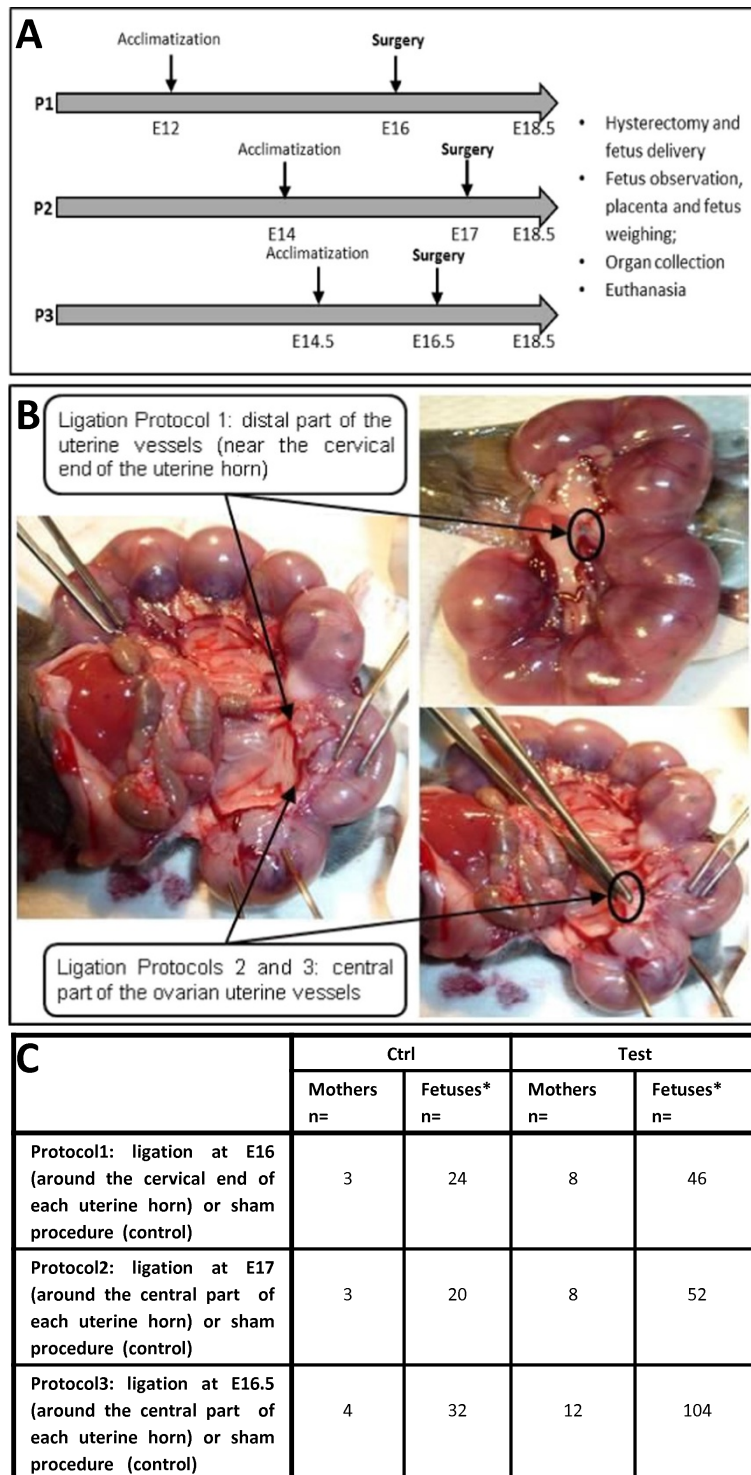 A
Acclimatization Surgery
P1
E12 E16 E18.5
Acclimatization Surgery
P2
E14 E17 E18.5
Acclimatization Surgery
P3
E14.5 E16.5 E18.5
• Hysterectomy and
fetus delivery
• Fetus observation,
placenta and fetus
weighing;
• Organ collection
• Euthanasia
B
Ligation Protocol 1: distal part of the
uterine vessels (near the cervical
end of the uterine horn)
Ligation Protocols 2 and 3: central
part of the ovarian uterine vessels
C
Ctrl Test
Mothers Fetuses* Mothers Fetuses*
n= n= n= n=
Protocol1: ligation at E16
(around the cervical end of
each uterine horn) or sham
procedure (control)
3 24 8 46
Protocol2: ligation at E17
(around the central part of
each uterine horn) or sham
procedure (control)
3 20 8 52
Protocol3: ligation at E16.5
(around the central part of
each uterine horn) or sham
procedure (control)
4 32 12 104